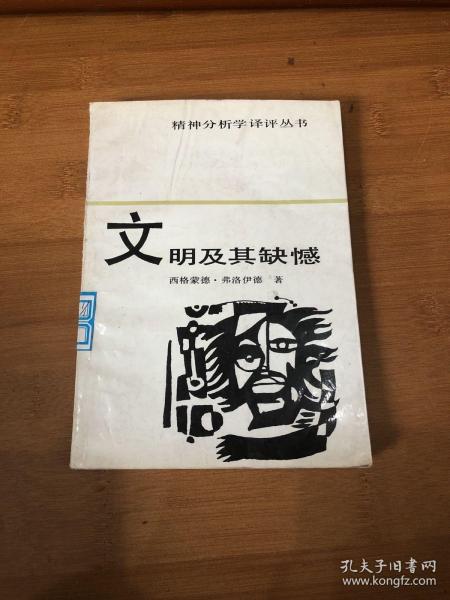 精神分析学译评丛书
文明及其缺憾
西格蒙德·弗洛伊德 著
孔夫子旧书网
www.kongfz.com